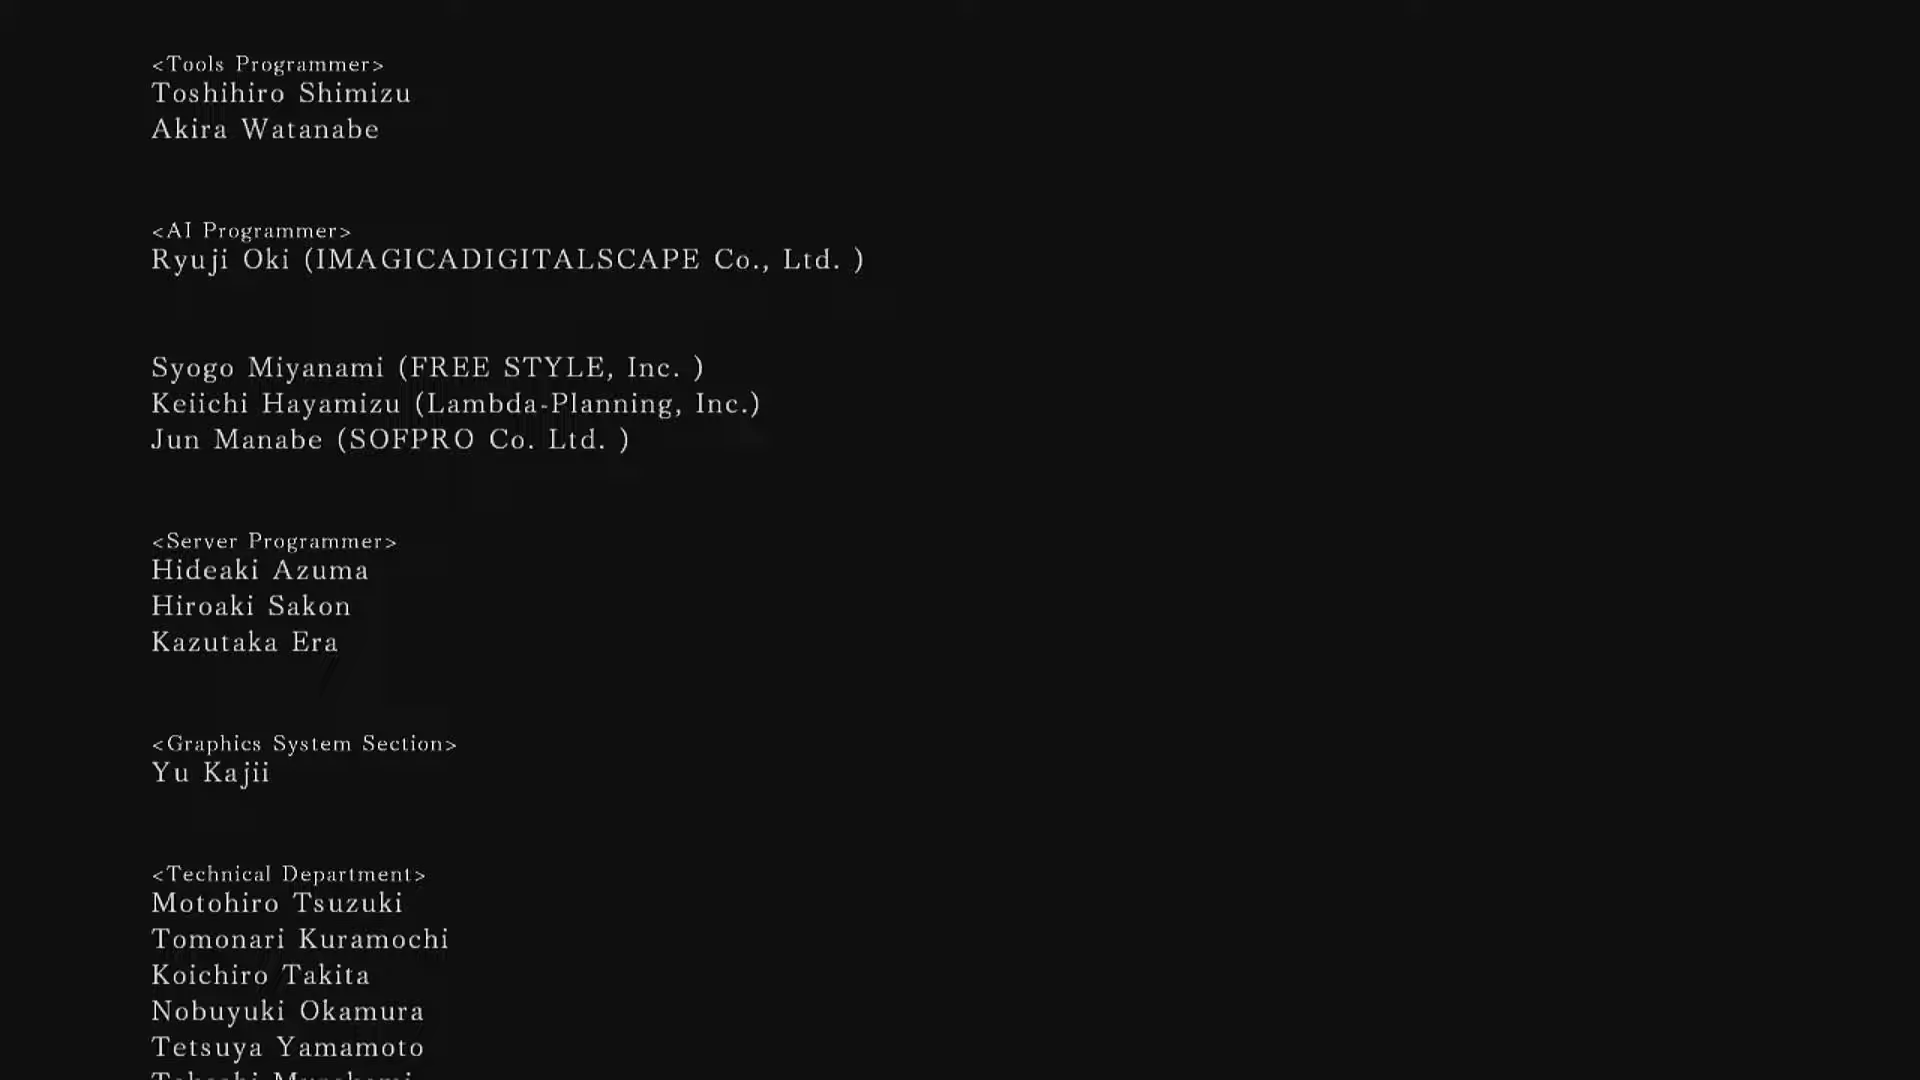 <Tools Programmer>
Toshihiro Shimizu
Akira Watanabe
<AI Programmer>
Ryuji Oki (IMAGICADIGITALSCAPE Co., Ltd. )
Syogo Miyanami (FREE STYLE, Inc. )
Keiichi Hayamizu (Lambda-Planning, Inc.)
Jun Manabe (SOFPRO Co. Ltd. )
<Server Programmer>
Hideaki Azuma
Hiroaki Sakon
Kazutaka Era
<Graphics System Section>
Yu Kajii
<Technical Department>
Motohiro Tsuzuki
Tomonari Kuramochi
Koichiro Takita
Nobuyuki Okamura
Tetsuya Yamamoto